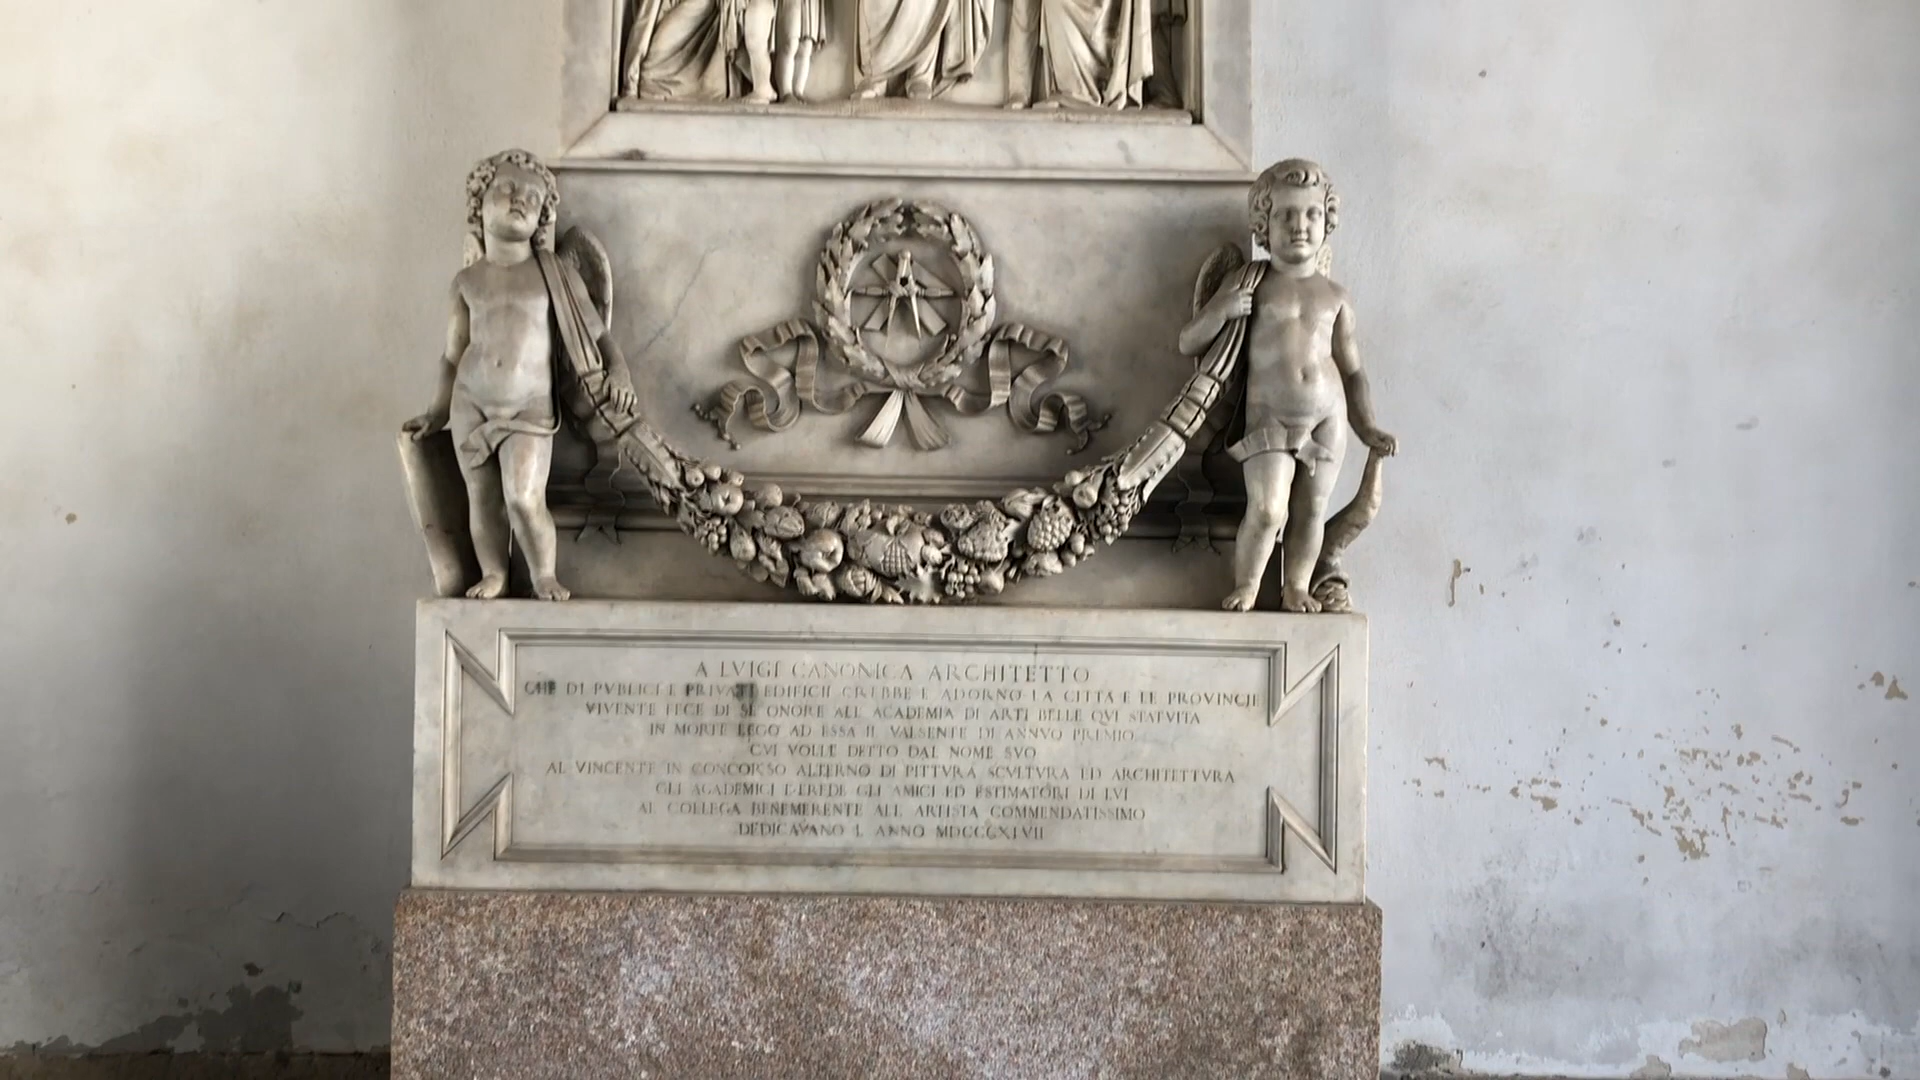 A LVIGI CANONICA ARCHITETTO
CHE DI PVBLICI E PRIVATI EDIFICII CREBBE E ADORNO LA CITTA E LE PROVINCIE
VIVENTE FECE DI SE ONORE ALL ACADEMIA DI ARTI BELLE QVI STATVITA
IN MORTE LEGO AD ESSA IL VALSENTE DI ANNVO PREMIO
CVI VOLLE DETTO DAL NOME SVO
AL VINCENTE IN CONCORSO ALTERNO DI PITTVRA SCVLTVRA ED ARCHITETTVRA
GLI ACADEMICI E EREDE GLI AMICI ED ESTIMATORI DI LVI
AL COLLEGA BENEMERENTE ALL ARTISTA COMMENDATISSIMO
DEDICAVANO L ANNO MDCCCXLVII